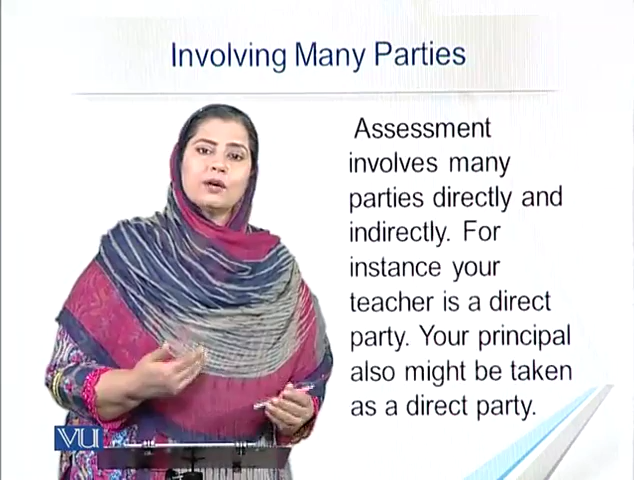 Involving Many Parties
Assessment
involves many
parties directly and
indirectly. For
instance your
teacher is a direct
party. Your principal
also might be taken
as a direct party.
VU